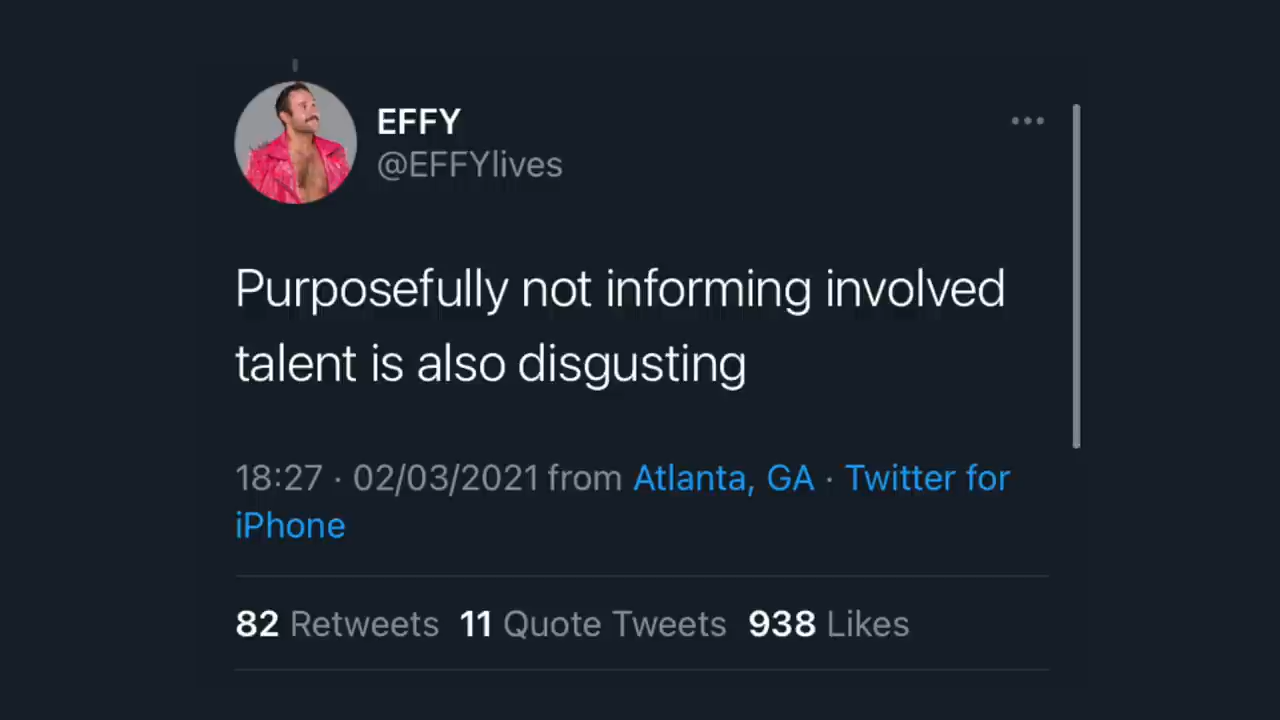 EFFY
@EFFYlives
Purposefully not informing involved
talent is also disgusting
18:27 · 02/03/2021 from Atlanta, GA · Twitter for
iPhone
82 Retweets 11 Quote Tweets 938 Likes